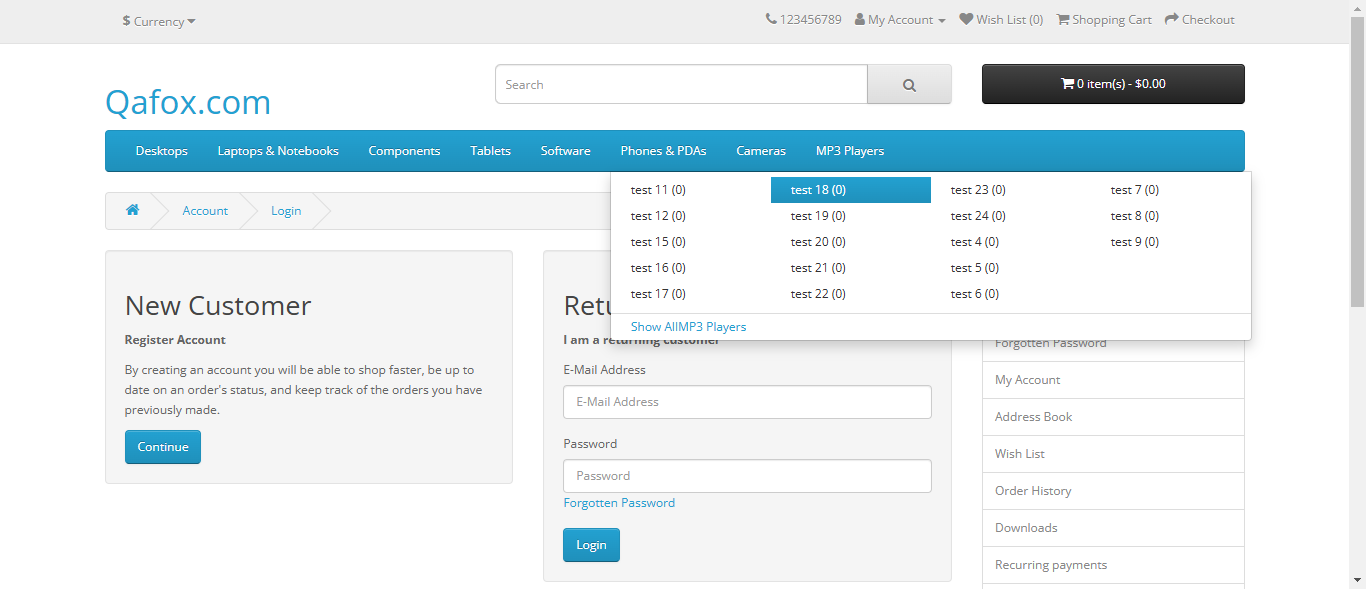 $ Currency
123456789 My Account Wish List (0) Shopping Cart Checkout
Qafox.com
Search
0 item(s) - $0.00
Desktops Laptops & Notebooks Components Tablets Software Phones & PDAs Cameras MP3 Players
test 11 (0) test 18 (0) test 23 (0) test 7 (0)
test 12 (0) test 19 (0) test 24 (0) test 8 (0)
test 15 (0) test 20 (0) test 4 (0) test 9 (0)
test 16 (0) test 21 (0) test 5 (0)
test 17 (0) test 22 (0) test 6 (0)
Show AllMP3 Players
Account Login
New Customer
Register Account
By creating an account you will be able to shop faster, be up to
date on an order's status, and keep track of the orders you have
previously made.
Continue
I am a returning customer
E-Mail Address
E-Mail Address
Password
Password
Forgotten Password
Login
Forgotten Password
My Account
Address Book
Wish List
Order History
Downloads
Recurring payments